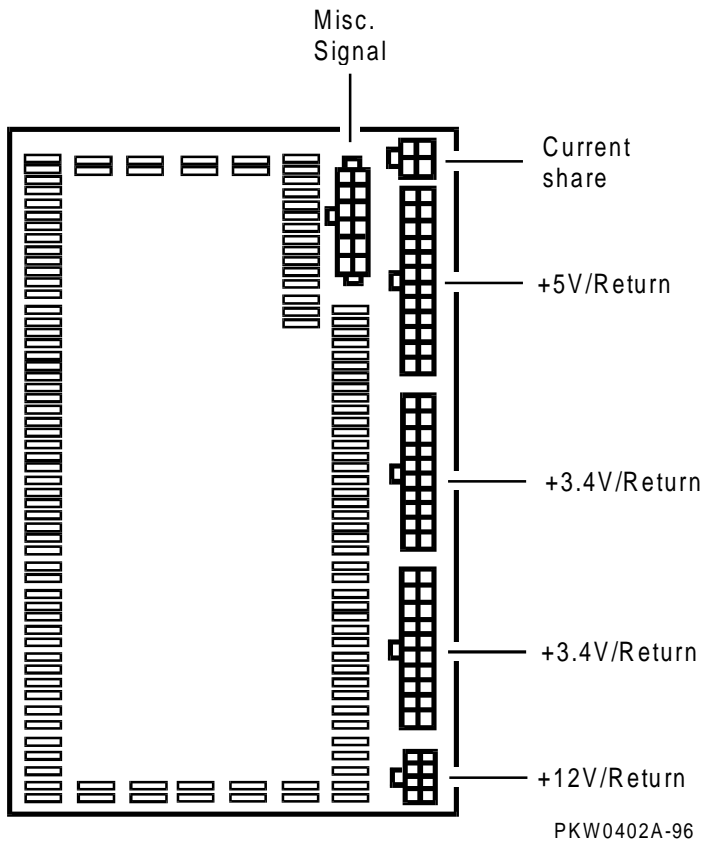 Misc.
Signal
Current
share
+5V/Return
+3.4V/Return
+3.4V/Return
+12V/Return
PKW0402A-96